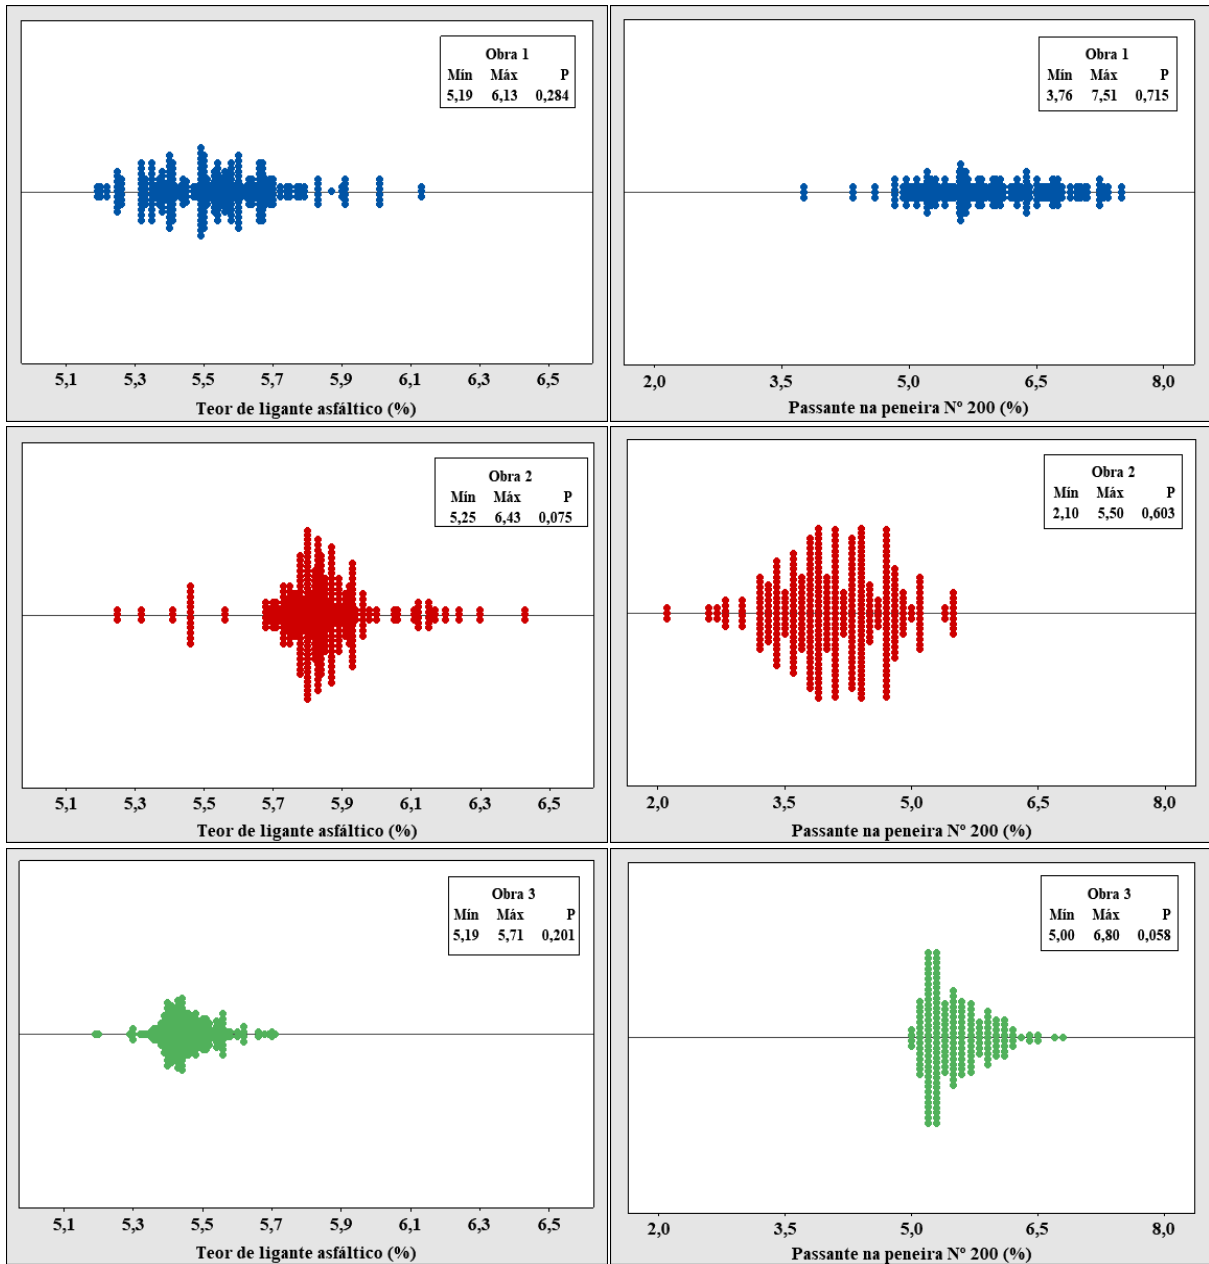 Obra 1
Mín Máx P
5,19 6,13 0,284
5,1 5,3 5,5 5,7 5,9 6,1 6,3 6,5
Teor de ligante asfáltico (%)
Obra 1
Mín Máx P
3,76 7,51 0,715
2,0 3,5 5,0 6,5 8,0
Passante na peneira Nº 200 (%)
Obra 2
Mín Máx P
5,25 6,43 0,075
5,1 5,3 5,5 5,7 5,9 6,1 6,3 6,5
Teor de ligante asfáltico (%)
Obra 2
Mín Máx P
2,10 5,50 0,603
2,0 3,5 5,0 6,5 8,0
Passante na peneira Nº 200 (%)
Obra 3
Mín Máx P
5,19 5,71 0,201
5,1 5,3 5,5 5,7 5,9 6,1 6,3 6,5
Teor de ligante asfáltico (%)
Obra 3
Mín Máx P
5,00 6,80 0,058
2,0 3,5 5,0 6,5 8,0
Passante na peneira Nº 200 (%)